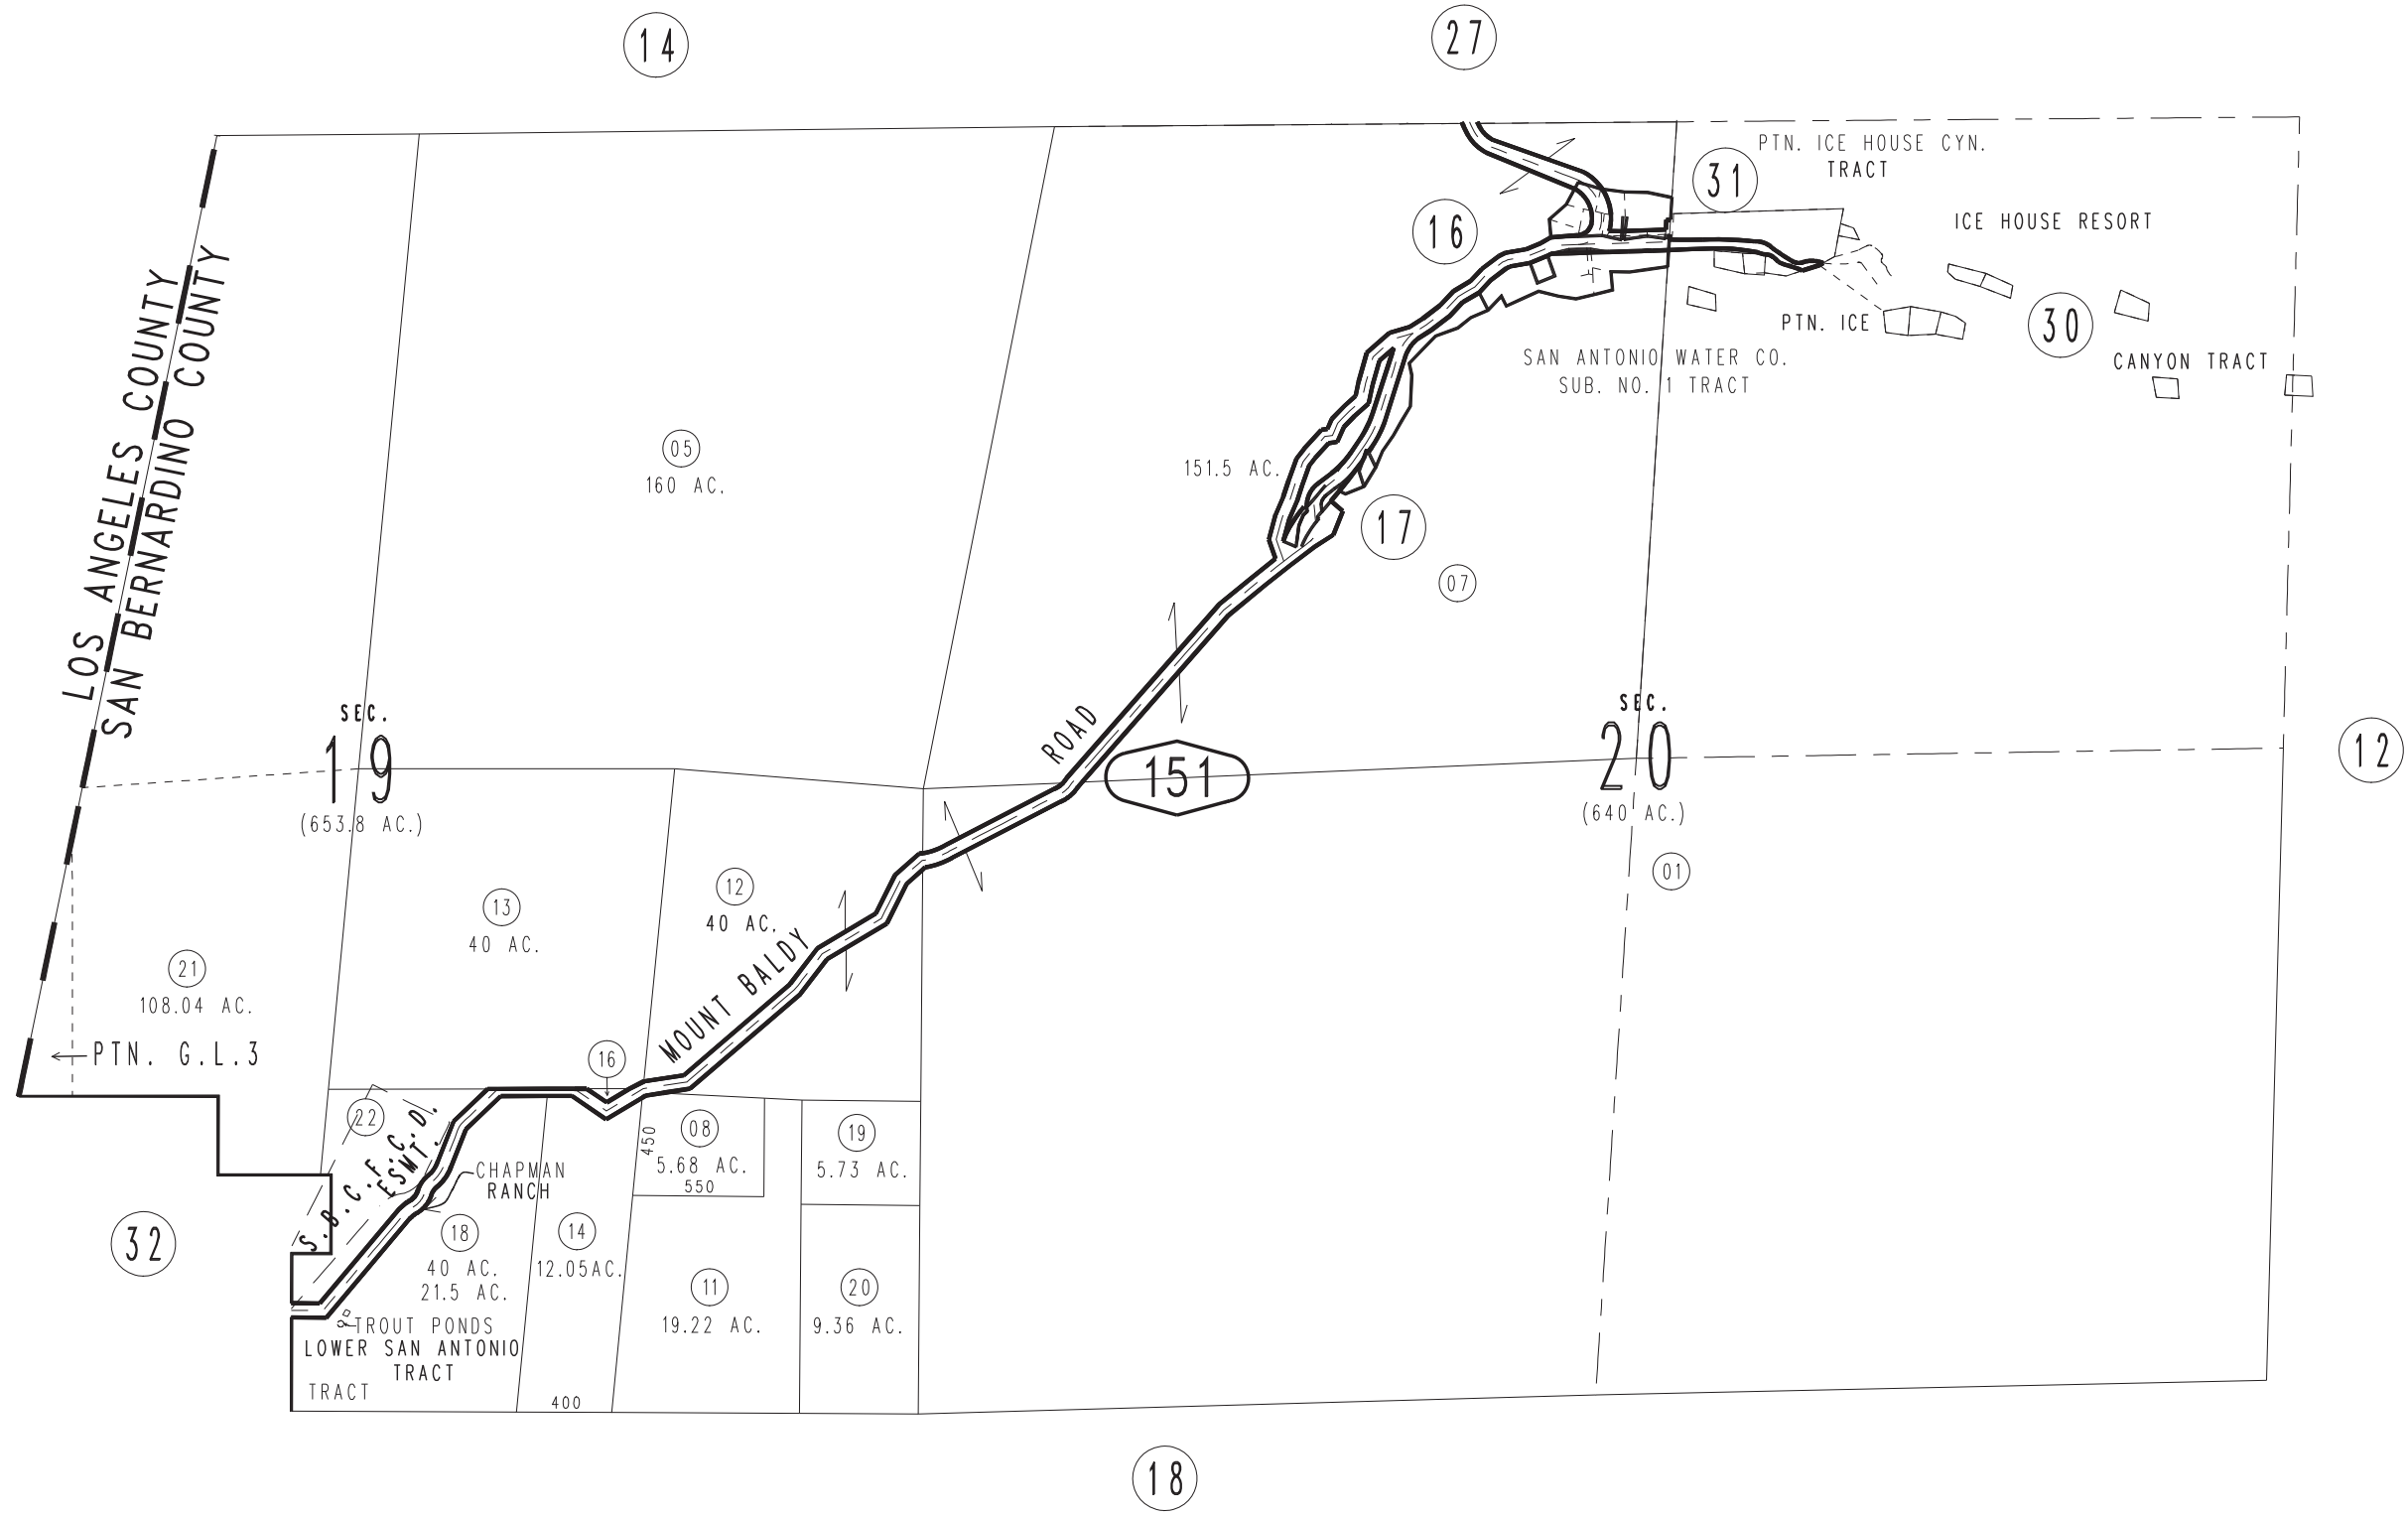 14
27
PTN. ICE HOUSE CYN.
TRACT
31
16
ICE HOUSE RESORT
PTN. ICE
30
CANYON TRACT
SAN ANTONIO WATER CO.
SUB. NO. 1 TRACT
LOS ANGELES COUNTY
SAN BERNARDINO COUNTY
05
160 AC.
151.5 AC.
17
07
SEC.
19
(653.8 AC.)
ROAD
151
SEC.
20
(640 AC.)
12
01
13
40 AC.
12
40 AC.
21
108.04 AC.
PTN. G.L.3
MOUNT BALDY
16
22
S.B.C.F.C.D.
ESMT.
CHAPMAN
RANCH
450
08
5.68 AC.
550
19
5.73 AC.
32
18
40 AC.
21.5 AC.
14
12.05AC.
11
19.22 AC.
20
9.36 AC.
TROUT PONDS
LOWER SAN ANTONIO
TRACT
TRACT
400
18